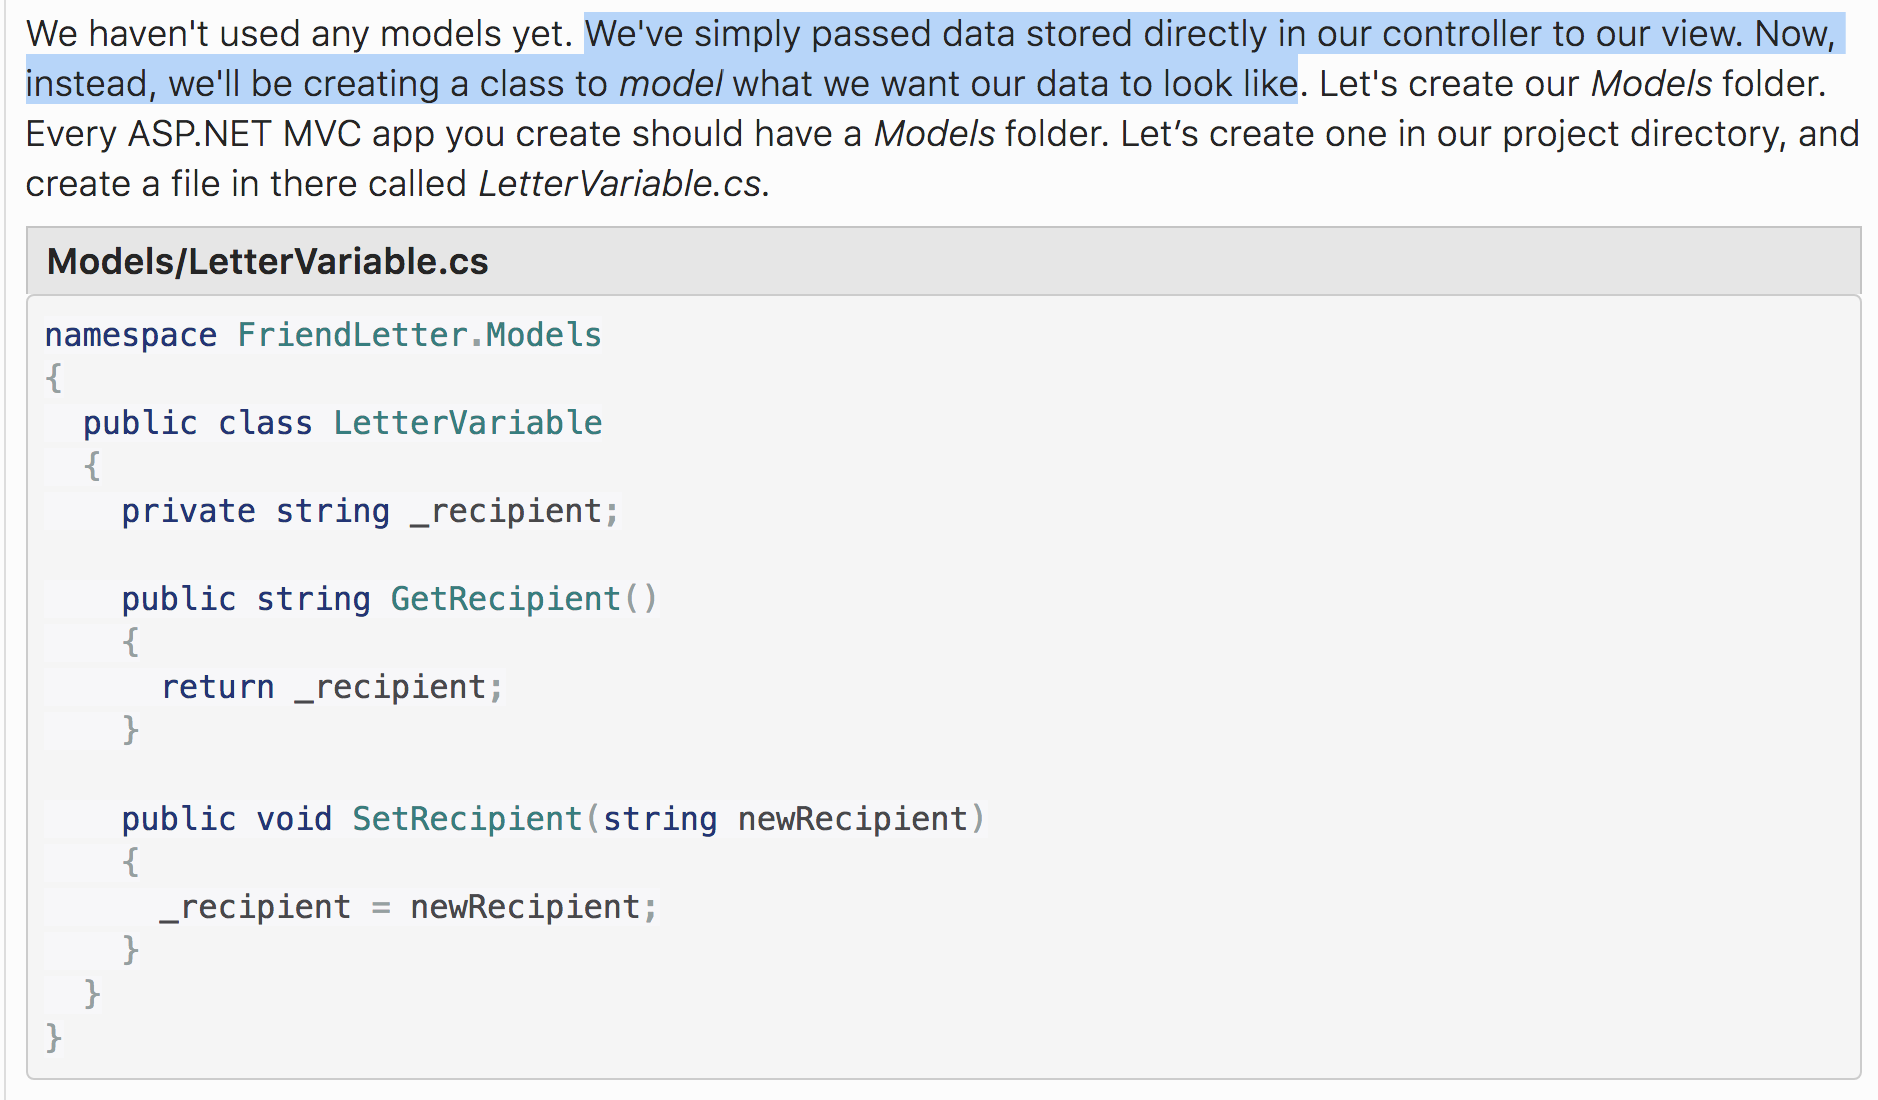 We haven't used any models yet. We've simply passed data stored directly in our controller to our view. Now,
instead, we'll be creating a class to model what we want our data to look like. Let's create our Models folder.
Every ASP.NET MVC app you create should have a Models folder. Let’s create one in our project directory, and
create a file in there called LetterVariable.cs.
Models/LetterVariable.cs
namespace FriendLetter.Models
{
  public class LetterVariable
  {
    private string _recipient;

    public string GetRecipient()
    {
      return _recipient;
    }

    public void SetRecipient(string newRecipient)
    {
      _recipient = newRecipient;
    }
  }
}